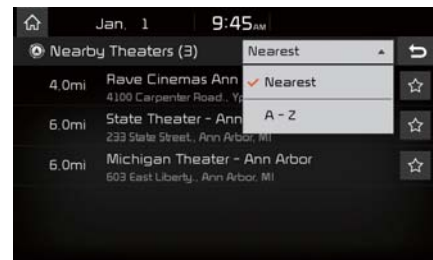 Jan. 1 9:45AM
Nearby Theaters (3) Nearest
4.0mi Rave Cinemas Ann
4100 Carpenter Road.,
Nearest
6.0mi State Theater - Ann
233 State Street., Ann Arbor, MI
A - Z
6.0mi Michigan Theater - Ann Arbor
603 East Liberty., Ann Arbor, MI